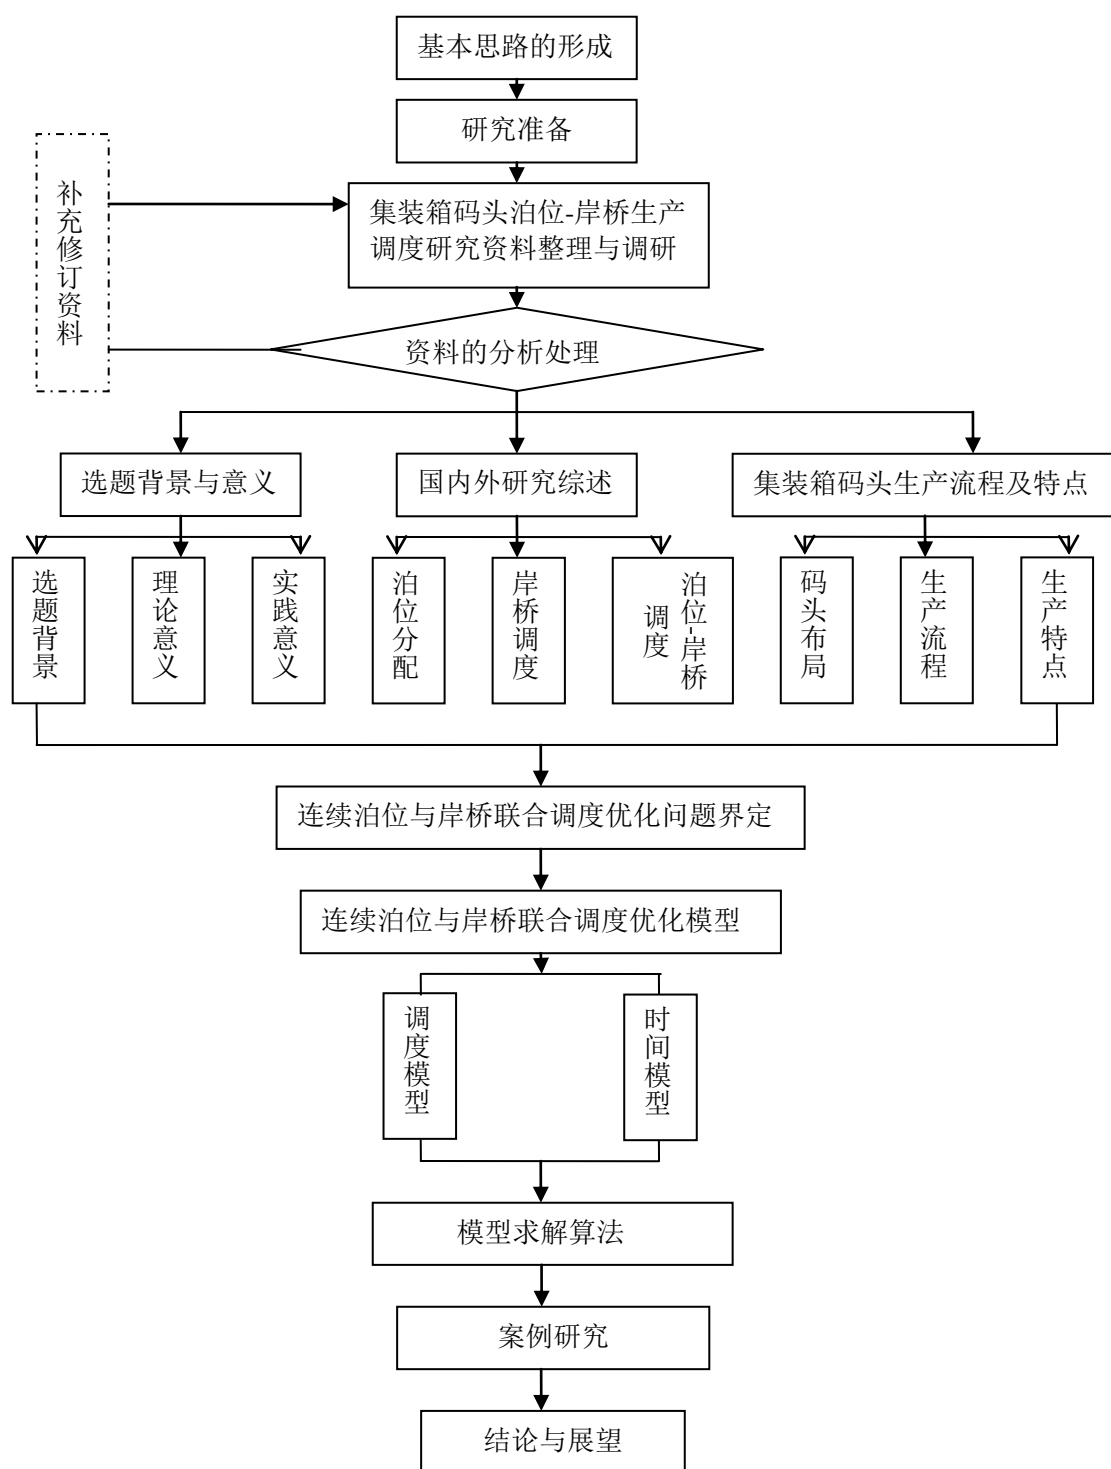 基本思路的形成
研究准备
补充修订资料
集装箱码头泊位-岸桥生产
调度研究资料整理与调研
资料的分析处理
选题背景与意义
国内外研究综述
集装箱码头生产流程及特点
选题背景
理论意义
实践意义
泊位分配
岸桥调度
泊位-岸桥
调度
码头布局
生产流程
生产特点
连续泊位与岸桥联合调度优化问题界定
连续泊位与岸桥联合调度优化模型
调度模型
时间模型
模型求解算法
案例研究
结论与展望